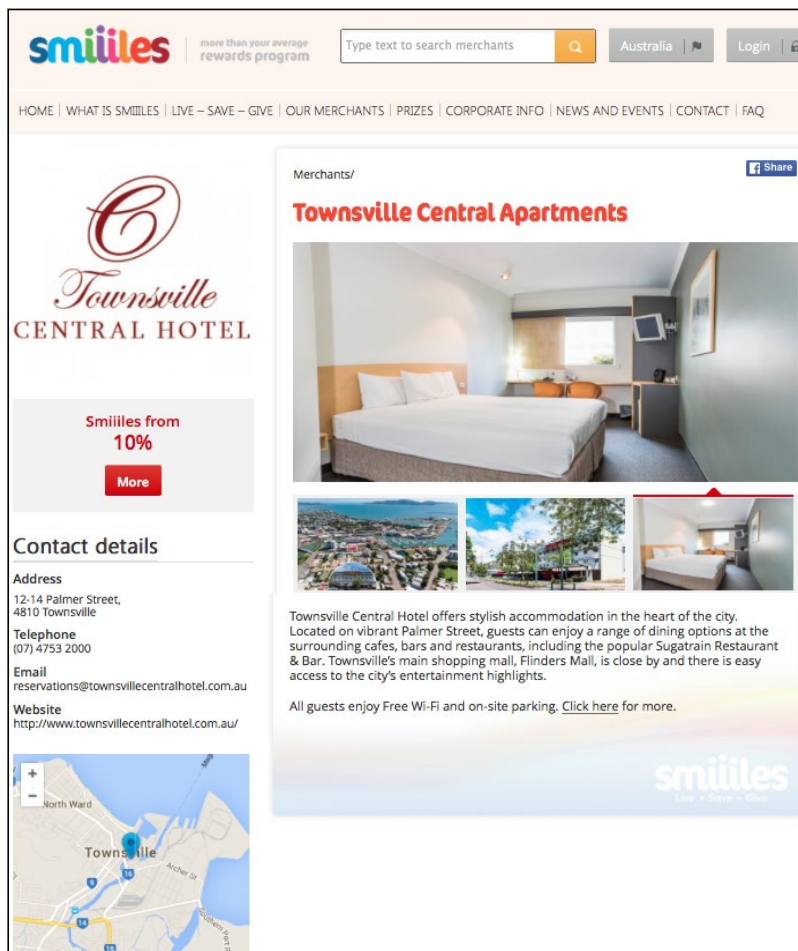 smiiiles
more than your average
rewards program
Type text to search merchants
Australia
Login
HOME | WHAT IS SMIIILES | LIVE – SAVE – GIVE | OUR MERCHANTS | PRIZES | CORPORATE INFO | NEWS AND EVENTS | CONTACT | FAQ
C
Townsville
CENTRAL HOTEL
Smiiiles from
10%
More
Contact details
Address
12-14 Palmer Street,
4810 Townsville
Telephone
(07) 4753 2000
Email
reservations@townsvillecentralhotel.com.au
Website
http://www.townsvillecentralhotel.com.au/
+
−
North Ward
Townsville
Archer St
16
14
16
Merchants/
Share
Townsville Central Apartments
Townsville Central Hotel offers stylish accommodation in the heart of the city.
Located on vibrant Palmer Street, guests can enjoy a range of dining options at the
surrounding cafes, bars and restaurants, including the popular Sugatrain Restaurant
& Bar. Townsville's main shopping mall, Flinders Mall, is close by and there is easy
access to the city's entertainment highlights.
All guests enjoy Free Wi-Fi and on-site parking. Click here for more.
smiiiles
Live • Save • Give